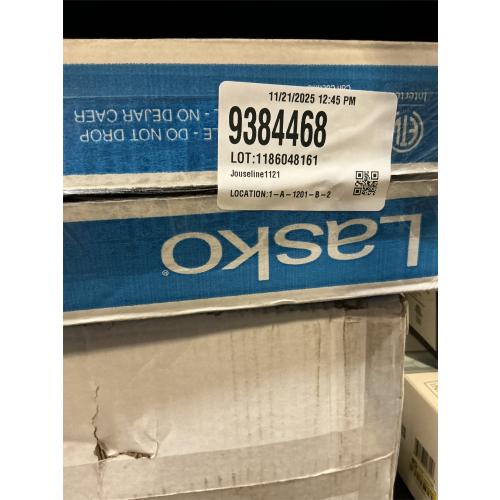 11/21/2025 12:45 PM
9384468
LOT:1186048161
Jouseline1121
LOCATION:1-A-1201-B-2
LE - DO NOT DROP
LE - NO DEJAR CAER
Lasko®